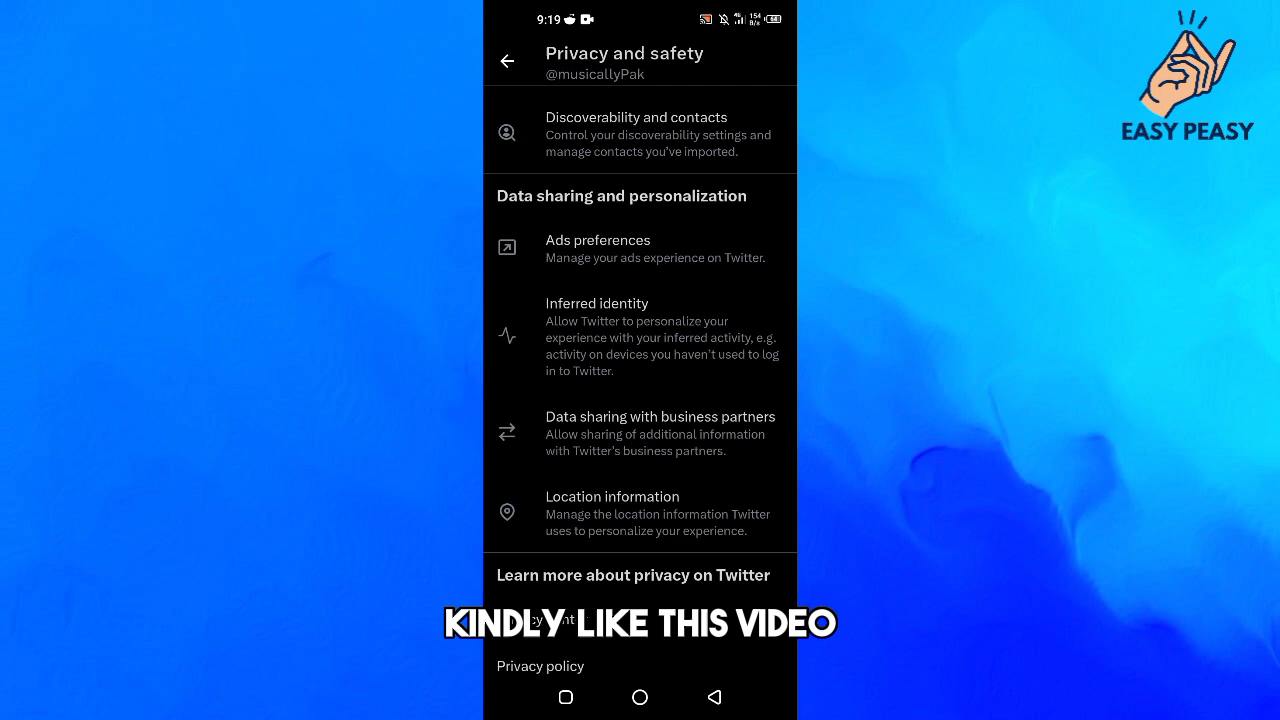 9:19
154
B/s
Privacy and safety
@musicallyPak
EASY PEASY
Discoverability and contacts
Control your discoverability settings and
manage contacts you've imported.
Data sharing and personalization
Ads preferences
Manage your ads experience on Twitter.
Inferred identity
Allow Twitter to personalize your
experience with your inferred activity, e.g.
activity on devices you haven't used to log
in to Twitter.
Data sharing with business partners
Allow sharing of additional information
with Twitter's business partners.
Location information
Manage the location information Twitter
uses to personalize your experience.
Learn more about privacy on Twitter
KINDLY LIKE THIS VIDEO
Privacy policy